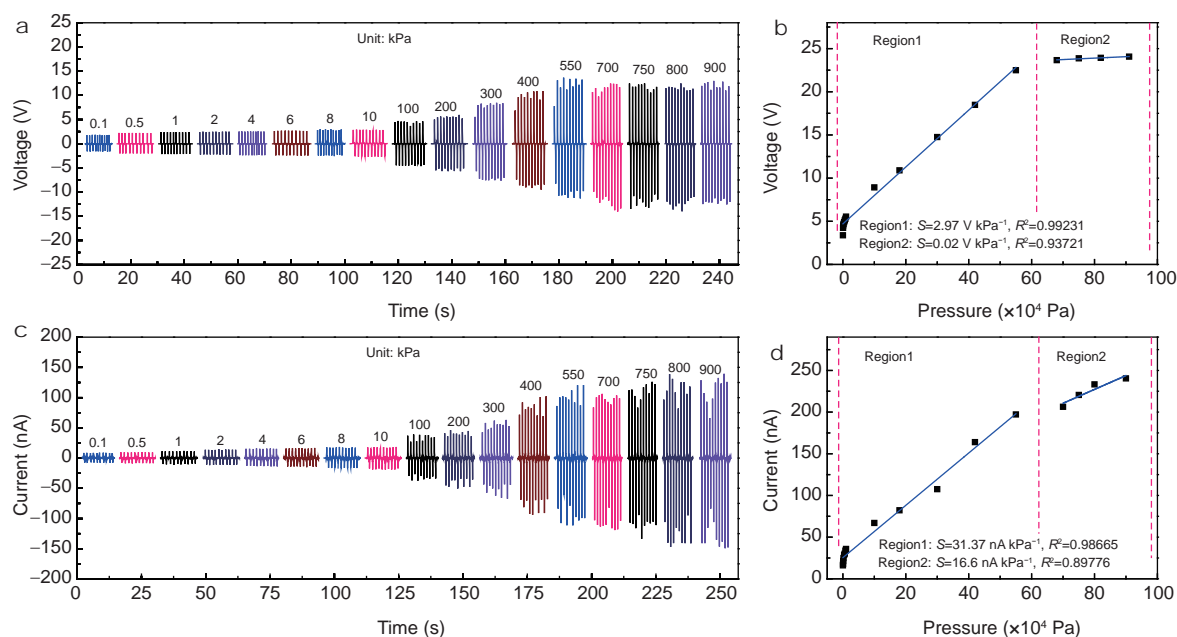 a
Unit: kPa
0.1 0.5 1 2 4 6 8 10 100 200 300 400 550 700 750 800 900
25
20
15
10
5
0
−5
−10
−15
−20
−25
Voltage (V)
0 20 40 60 80 100 120 140 160 180 200 220 240
Time (s)
b
Region1
Region2
25
20
15
10
5
0
Voltage (V)
Region1: S=2.97 V kPa⁻¹, R²=0.99231
Region2: S=0.02 V kPa⁻¹, R²=0.93721
0 20 40 60 80 100
Pressure (×10⁴ Pa)
c
Unit: kPa
0.1 0.5 1 2 4 6 8 10 100 200 300 400 550 700 750 800 900
200
150
100
50
0
−50
−100
−150
−200
Current (nA)
0 25 50 75 100 125 150 175 200 225 250
Time (s)
d
Region1
Region2
250
200
150
100
50
0
Current (nA)
Region1: S=31.37 nA kPa⁻¹, R²=0.98665
Region2: S=16.6 nA kPa⁻¹, R²=0.89776
0 20 40 60 80 100
Pressure (×10⁴ Pa)